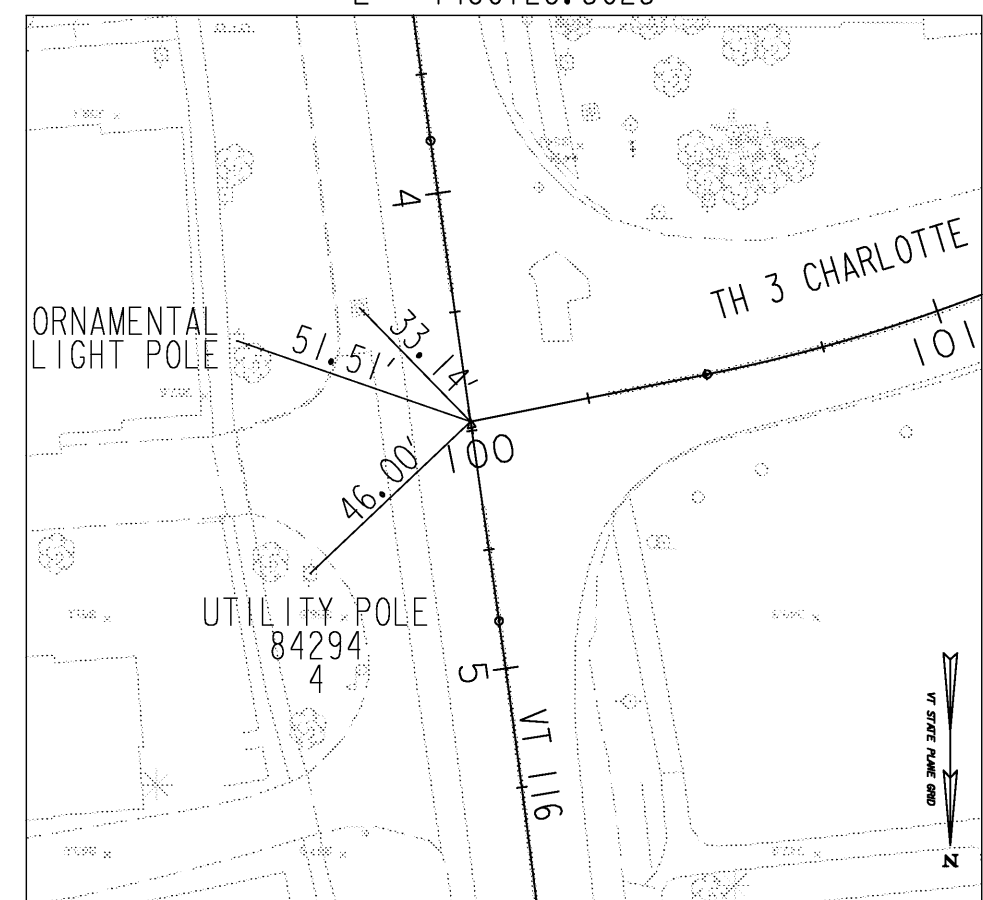 4
TH 3 CHARLOTTE
101
ORNAMENTAL
LIGHT POLE
51.51'
33.14'
100
46.00'
UTILITY POLE
84294
4
5
VT 116
VT STATE PLANE GRID
N